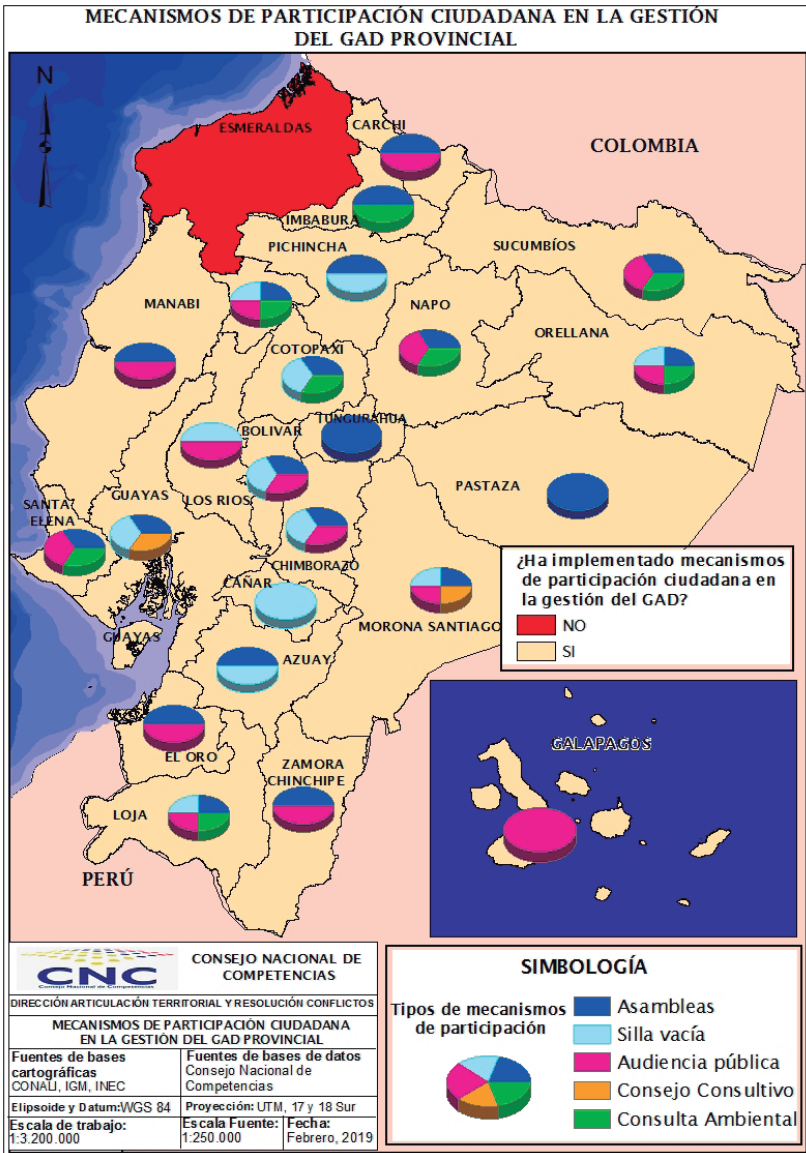 MECANISMOS DE PARTICIPACIÓN CIUDADANA EN LA GESTIÓN
DEL GAD PROVINCIAL
N
ESMERALDAS
CARCHI
COLOMBIA
IMBABURA
PICHINCHA
SUCUMBÍOS
MANABI
NAPO
ORELLANA
COTOPAXI
TUNGURAHUA
BOLIVAR
PASTAZA
LOS RIOS
GUAYAS
SANTA
ELENA
CHIMBORAZO
CAÑAR
MORONA SANTIAGO
GUAYAS
AZUAY
EL ORO
ZAMORA
CHINCHIPE
LOJA
PERÚ
¿Ha implementado mecanismos
de participación ciudadana en
la gestión del GAD?
NO
SI
GALAPAGOS
CNC
Consejo Nacional de Competencias
CONSEJO NACIONAL DE
COMPETENCIAS
DIRECCIÓN ARTICULACIÓN TERRITORIAL Y RESOLUCIÓN CONFLICTOS
MECANISMOS DE PARTICIPACIÓN CIUDADANA
EN LA GESTIÓN DEL GAD PROVINCIAL
Fuentes de bases
cartográficas
CONALI, IGM, INEC
Fuentes de bases de datos
Consejo Nacional de
Competencias
Elipsoide y Datum:WGS 84
Proyección: UTM, 17 y 18 Sur
Escala de trabajo:
1:3.200.000
Escala Fuente:
1:250.000
Fecha:
Febrero, 2019
SIMBOLOGÍA
Tipos de mecanismos
de participación
Asambleas
Silla vacía
Audiencia pública
Consejo Consultivo
Consulta Ambiental